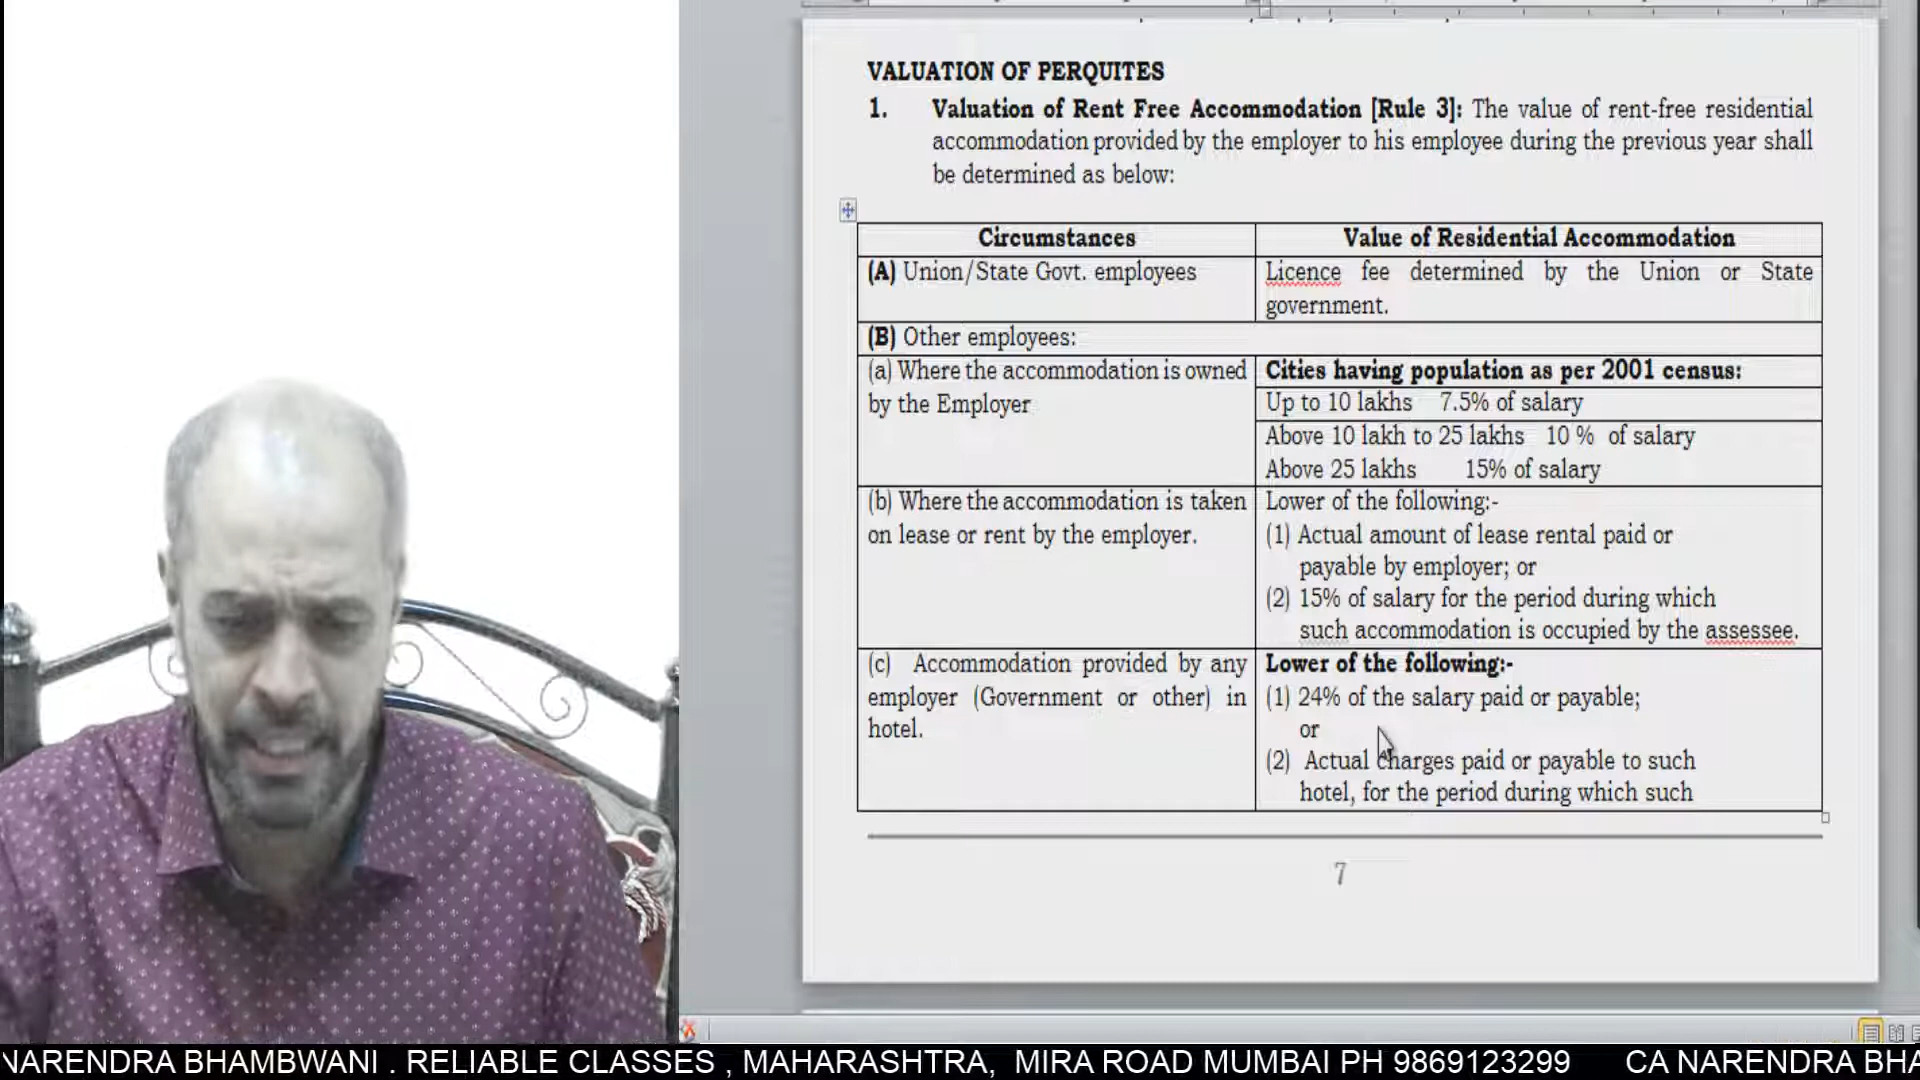 VALUATION OF PERQUITES
1. Valuation of Rent Free Accommodation [Rule 3]: The value of rent-free residential
accommodation provided by the employer to his employee during the previous year shall
be determined as below:
Circumstances
Value of Residential Accommodation
(A) Union/State Govt. employees
Licence fee determined by the Union or State
government.
(B) Other employees:
(a) Where the accommodation is owned
by the Employer
Cities having population as per 2001 census:
Up to 10 lakhs 7.5% of salary
Above 10 lakh to 25 lakhs 10 % of salary
Above 25 lakhs 15% of salary
(b) Where the accommodation is taken
on lease or rent by the employer.
Lower of the following:-
(1) Actual amount of lease rental paid or
payable by employer; or
(2) 15% of salary for the period during which
such accommodation is occupied by the assessee.
(c) Accommodation provided by any
employer (Government or other) in
hotel.
Lower of the following:-
(1) 24% of the salary paid or payable;
or
(2) Actual charges paid or payable to such
hotel, for the period during which such
7
NARENDRA BHAMBWANI . RELIABLE CLASSES , MAHARASHTRA, MIRA ROAD MUMBAI PH 9869123299 CA NARENDRA BHA